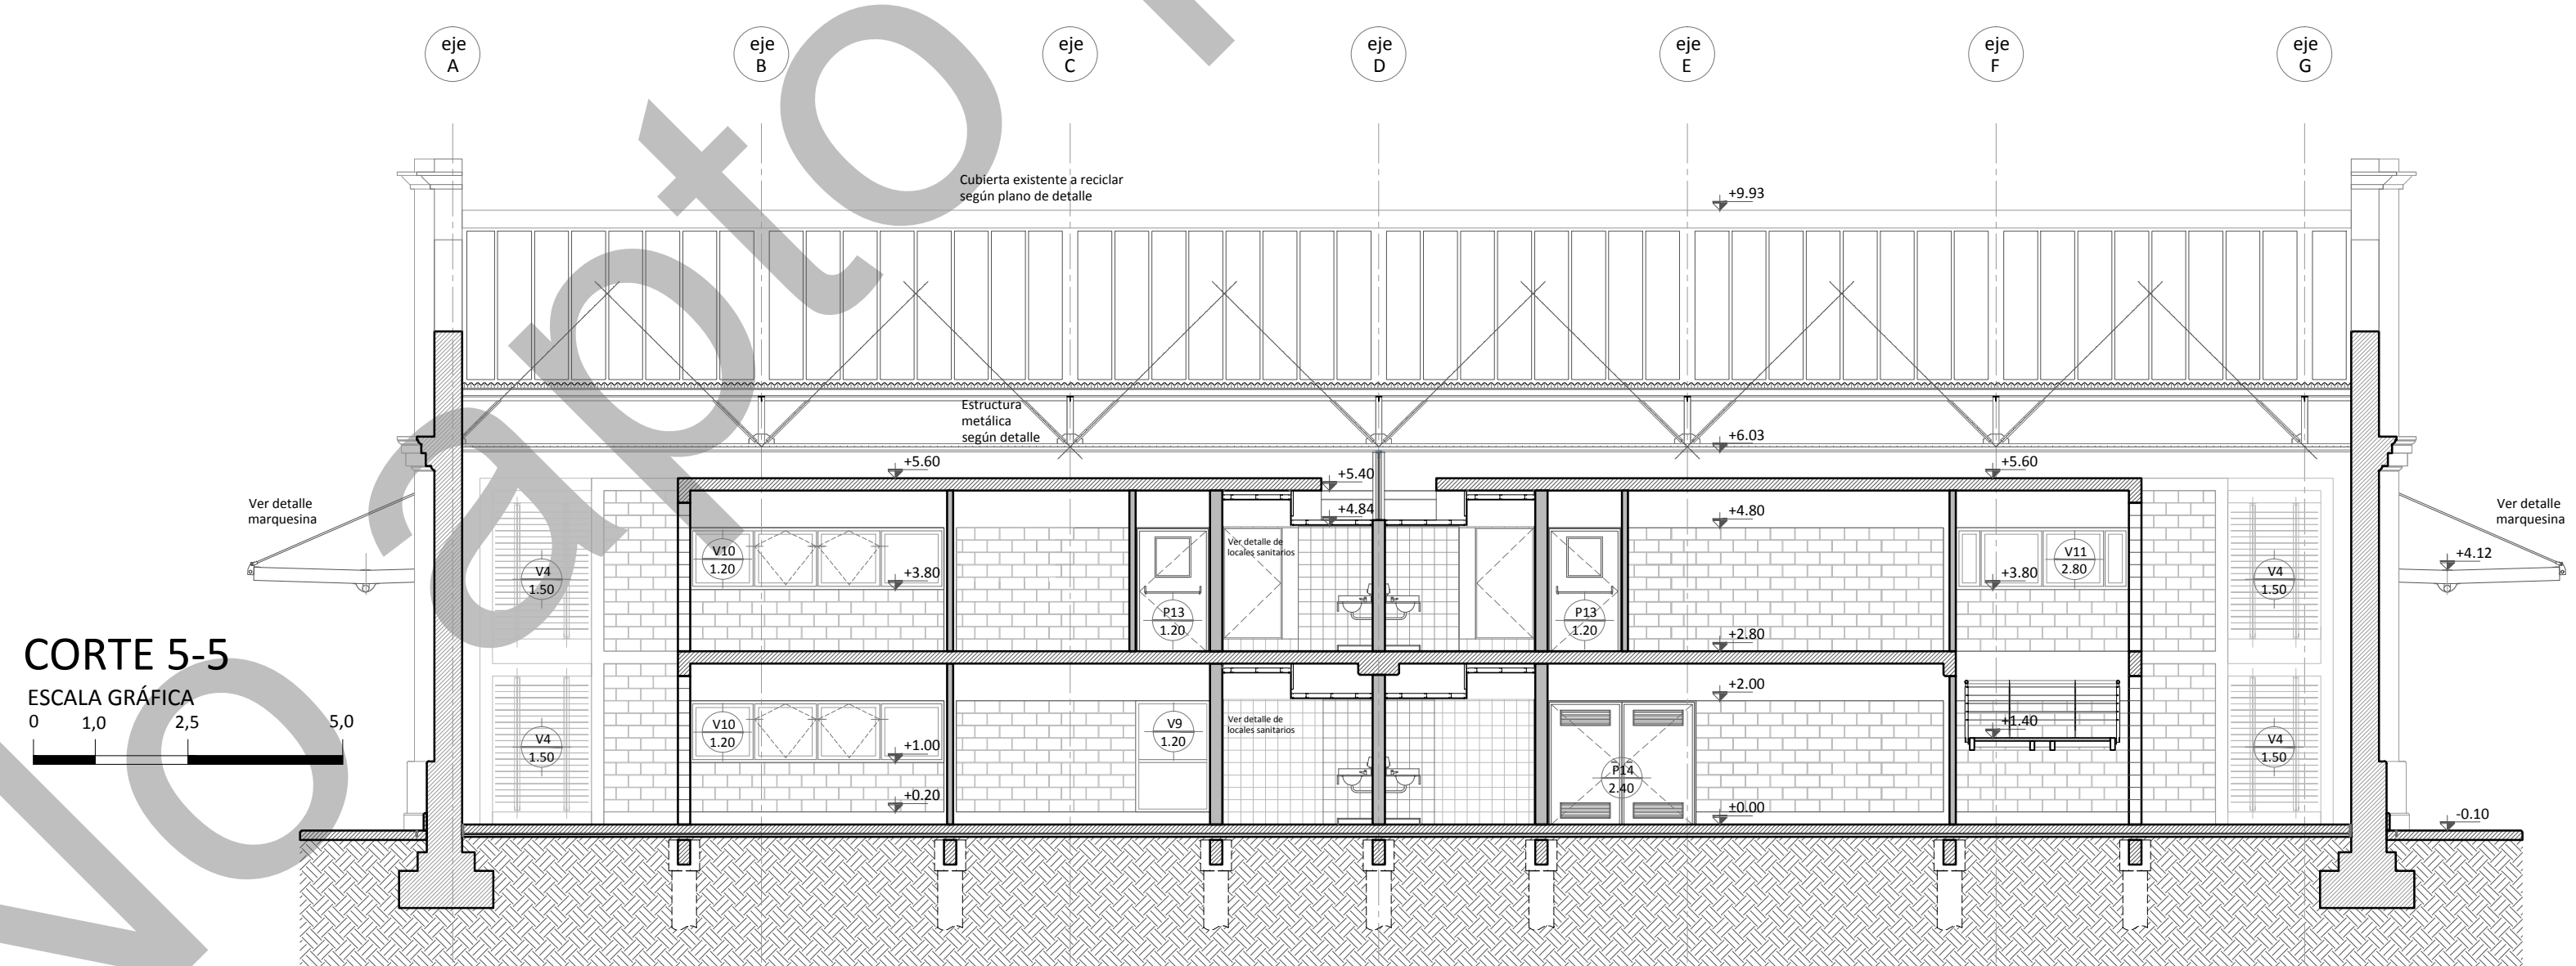 eje
A
eje
B
eje
C
eje
D
eje
E
eje
F
eje
G
Cubierta existente a reciclar
según plano de detalle
+9.93
Estructura
metálica
según detalle
+6.03
+5.60
+5.40
+5.60
Ver detalle
marquesina
Ver detalle
marquesina
+4.84
+4.80
+4.12
Ver detalle de
locales sanitarios
V4
1.50
V10
1.20
+3.80
P13
1.20
P13
1.20
+3.80
V11
2.80
V4
1.50
+2.80
CORTE 5-5
ESCALA GRÁFICA
0 1,0 2,5 5,0
+2.00
V4
1.50
V10
1.20
+1.00
V9
1.20
Ver detalle de
locales sanitarios
P14
2.40
+1.40
V4
1.50
+0.20
+0.00
-0.10
No apto